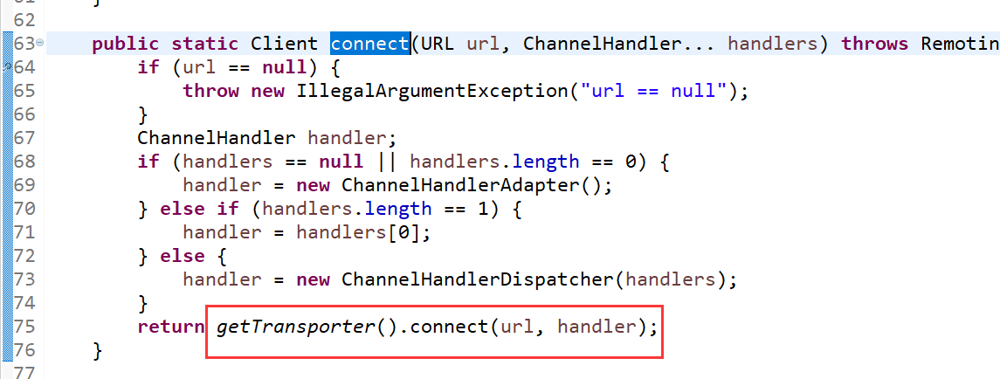 61 }
62
63 public static Client connect(URL url, ChannelHandler... handlers) throws Remotin
64 if (url == null) {
65 throw new IllegalArgumentException("url == null");
66 }
67 ChannelHandler handler;
68 if (handlers == null || handlers.length == 0) {
69 handler = new ChannelHandlerAdapter();
70 } else if (handlers.length == 1) {
71 handler = handlers[0];
72 } else {
73 handler = new ChannelHandlerDispatcher(handlers);
74 }
75 return getTransporter().connect(url, handler);
76 }
77